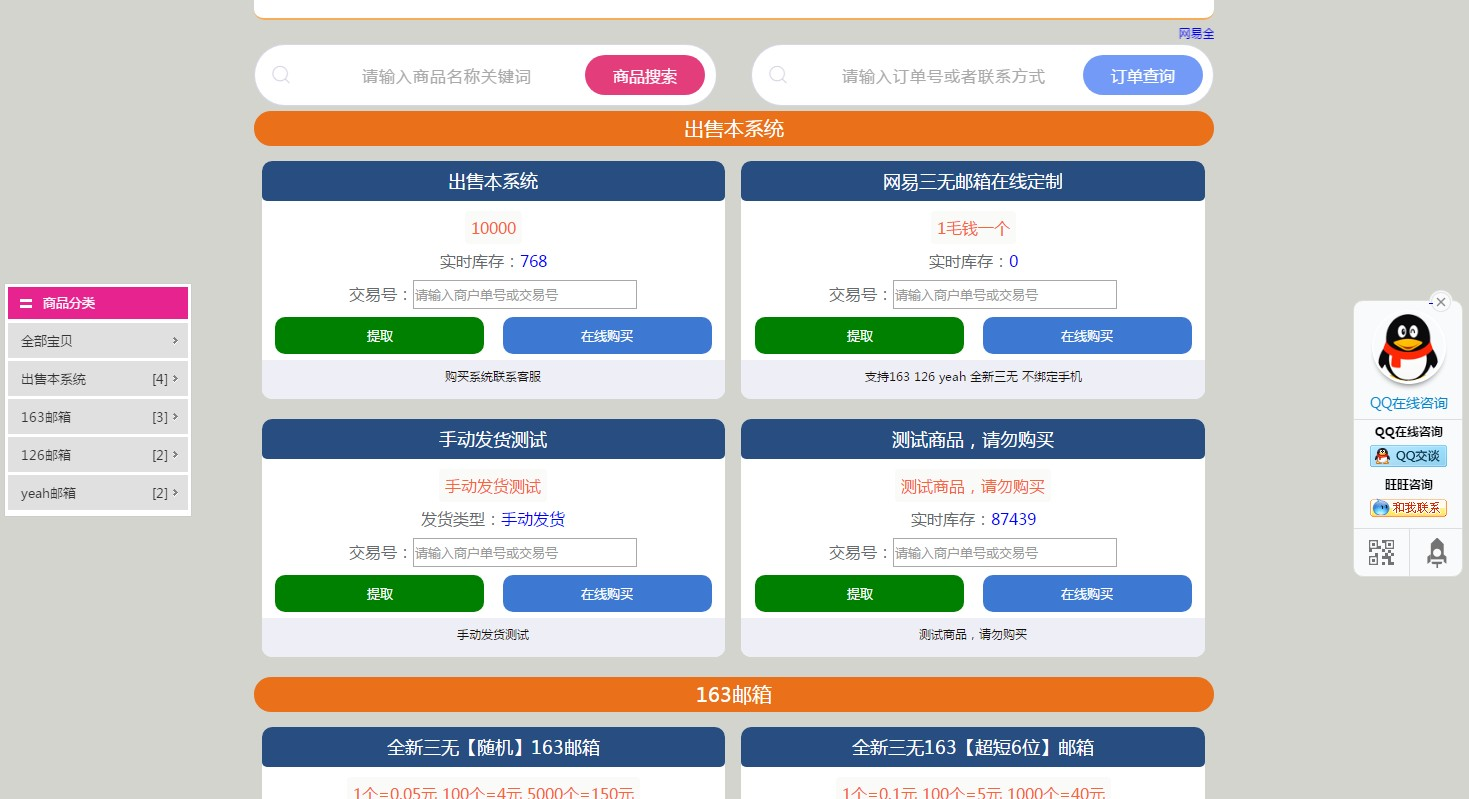 网易全
请输入商品名称关键词
商品搜索
请输入订单号或者联系方式
订单查询
出售本系统
出售本系统
10000
实时库存：768
交易号：请输入商户单号或交易号
提取
在线购买
购买系统联系客服
网易三无邮箱在线定制
1毛钱一个
实时库存：0
交易号：请输入商户单号或交易号
提取
在线购买
支持163 126 yeah 全新三无 不绑定手机
手动发货测试
手动发货测试
发货类型：手动发货
交易号：请输入商户单号或交易号
提取
在线购买
手动发货测试
测试商品，请勿购买
测试商品，请勿购买
实时库存：87439
交易号：请输入商户单号或交易号
提取
在线购买
测试商品，请勿购买
163邮箱
全新三无【随机】163邮箱
1个=0.05元 100个=4元 5000个=150元
全新三无163【超短6位】邮箱
1个=0.1元 100个=5元 1000个=40元
商品分类
全部宝贝
出售本系统 [4]
163邮箱 [3]
126邮箱 [2]
yeah邮箱 [2]
QQ在线咨询
QQ在线咨询
QQ交谈
旺旺咨询
和我联系